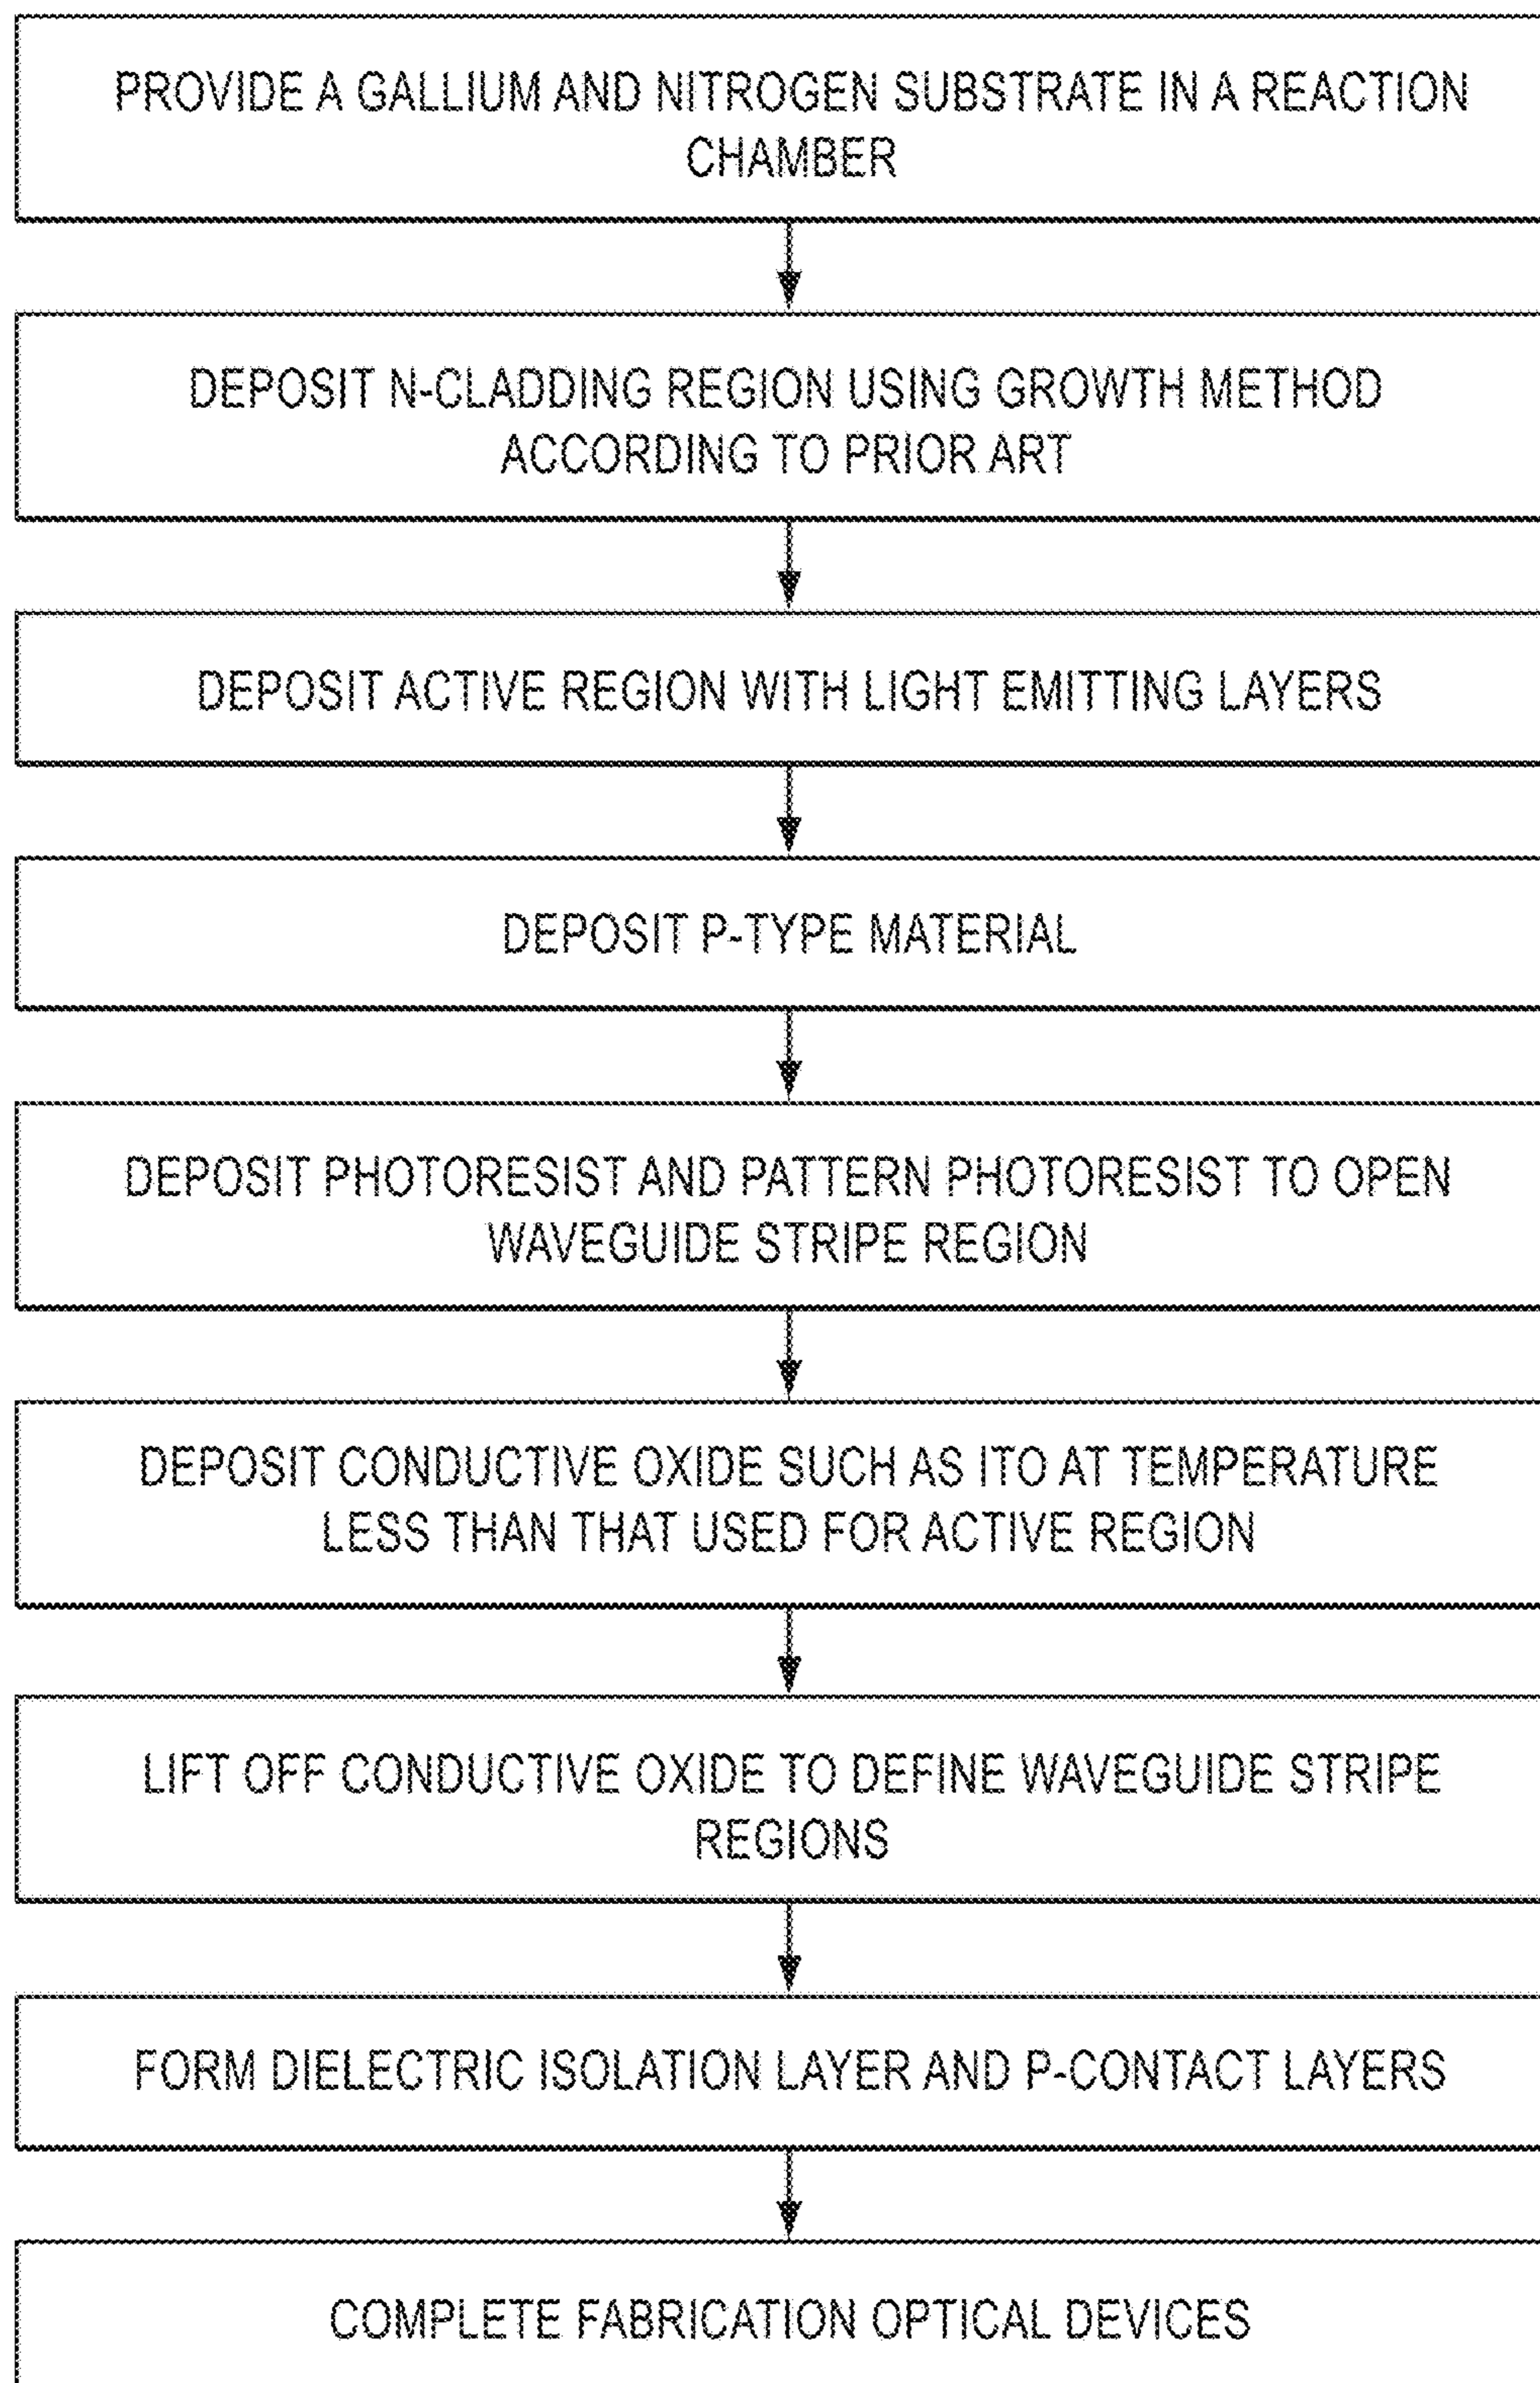 PROVIDE A GALLIUM AND NITROGEN SUBSTRATE IN A REACTION
CHAMBER
DEPOSIT N-CLADDING REGION USING GROWTH METHOD
ACCORDING TO PRIOR ART
DEPOSIT ACTIVE REGION WITH LIGHT EMITTING LAYERS
DEPOSIT P-TYPE MATERIAL
DEPOSIT PHOTORESIST AND PATTERN PHOTORESIST TO OPEN
WAVEGUIDE STRIPE REGION
DEPOSIT CONDUCTIVE OXIDE SUCH AS ITO AT TEMPERATURE
LESS THAN THAT USED FOR ACTIVE REGION
LIFT OFF CONDUCTIVE OXIDE TO DEFINE WAVEGUIDE STRIPE
REGIONS
FORM DIELECTRIC ISOLATION LAYER AND P-CONTACT LAYERS
COMPLETE FABRICATION OPTICAL DEVICES